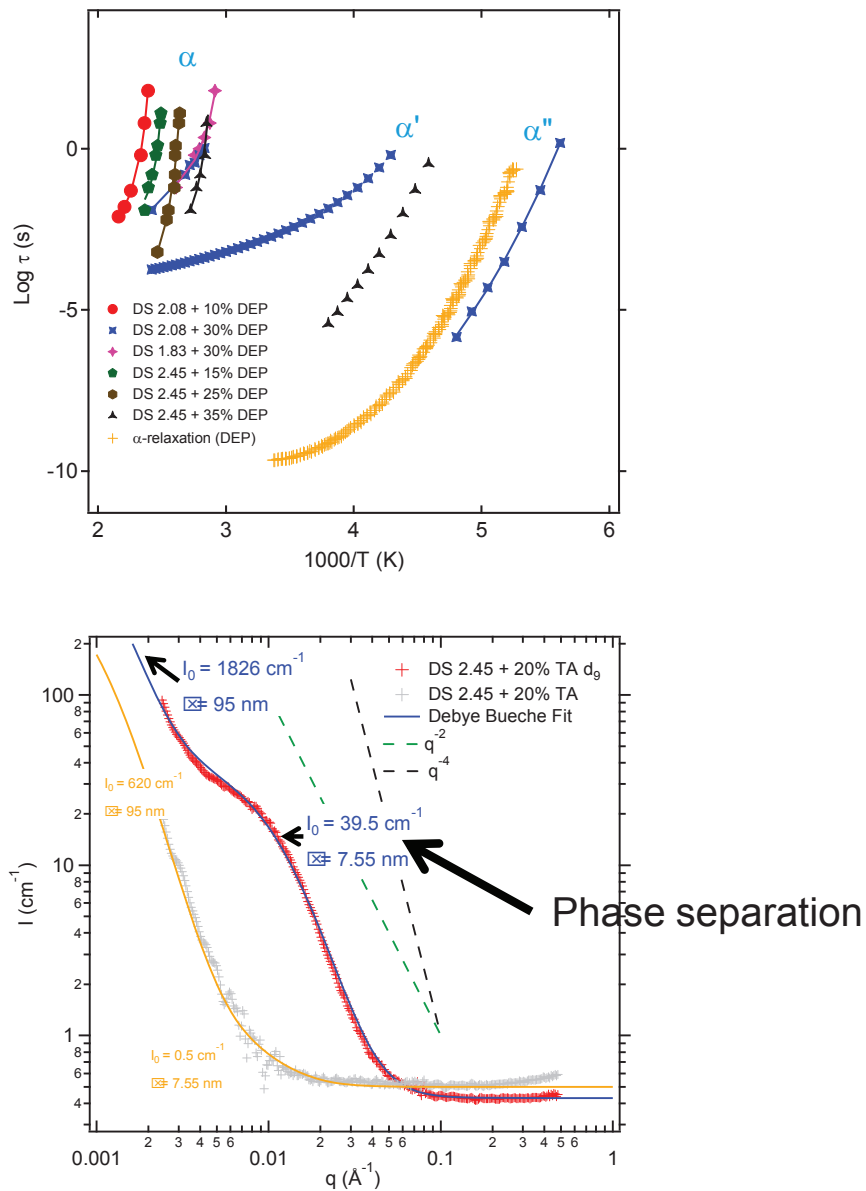 α
α'
α"
0
-5
-10
Log τ (s)
DS 2.08 + 10% DEP
DS 2.08 + 30% DEP
DS 1.83 + 30% DEP
DS 2.45 + 15% DEP
DS 2.45 + 25% DEP
DS 2.45 + 35% DEP
α-relaxation (DEP)
2 3 4 5 6
1000/T (K)
I₀ = 1826 cm⁻¹
= 95 nm
DS 2.45 + 20% TA d₉
DS 2.45 + 20% TA
Debye Bueche Fit
q⁻²
q⁻⁴
I₀ = 620 cm⁻¹
= 95 nm
I₀ = 39.5 cm⁻¹
= 7.55 nm
Phase separation
I₀ = 0.5 cm⁻¹
= 7.55 nm
I (cm⁻¹)
2
100
8
6
4
2
10
8
6
4
2
1
8
6
4
2 3 4 5 6 2 3 4 5 6 2 3 4 5 6
0.001 0.01 0.1 1
q (Å⁻¹)